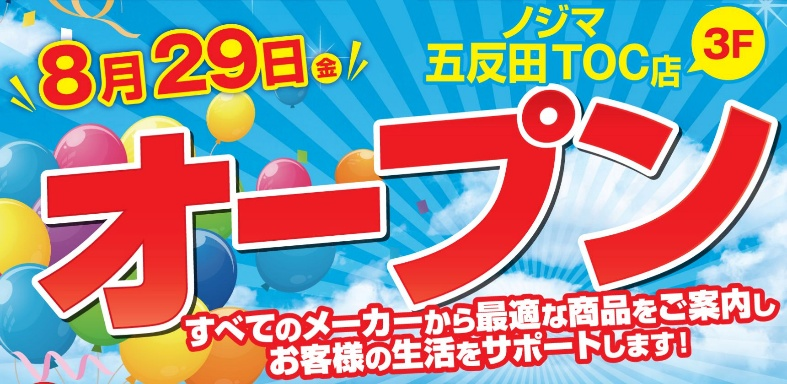 8月29日金
ノジマ
五反田TOC店
3F
オープン
すべてのメーカーから最適な商品をご案内し
お客様の生活をサポートします!